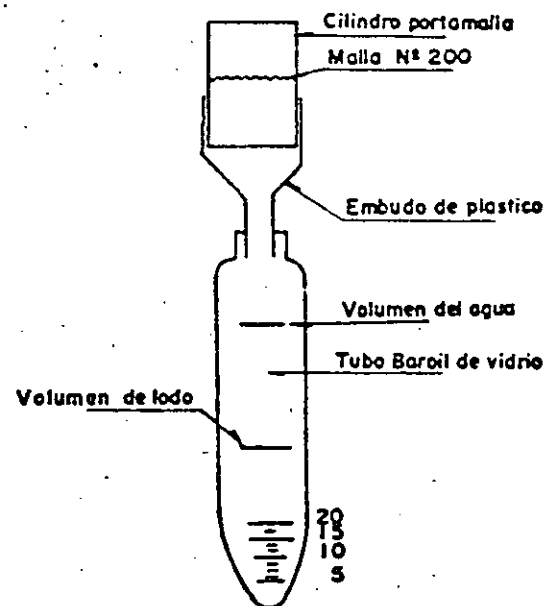 Cilindro portamalla
Malla Nº 200
Embudo de plastico
Volumen del agua
Tubo Baroil de vidrio
Volumen de lodo
20
15
10
5